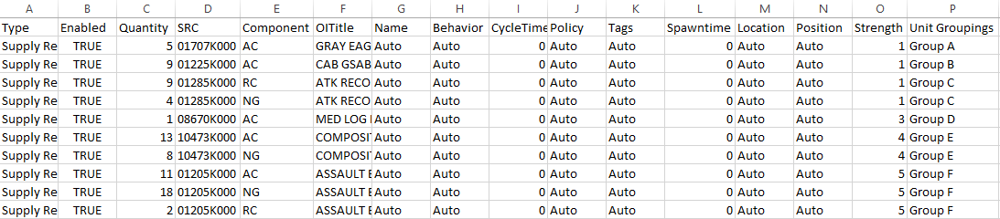 A B C D E F G H I J K L M N O P
Type Enabled Quantity SRC Component OITitle Name Behavior CycleTime Policy Tags Spawntime Location Position Strength Unit Groupings
Supply Re TRUE 5 01707K000 AC GRAY EAG Auto Auto 0 Auto Auto 0 Auto Auto 1 Group A
Supply Re TRUE 9 01225K000 AC CAB GSAB Auto Auto 0 Auto Auto 0 Auto Auto 1 Group B
Supply Re TRUE 9 01285K000 RC ATK RECO Auto Auto 0 Auto Auto 0 Auto Auto 1 Group C
Supply Re TRUE 4 01285K000 NG ATK RECO Auto Auto 0 Auto Auto 0 Auto Auto 1 Group C
Supply Re TRUE 1 08670K000 AC MED LOG Auto Auto 0 Auto Auto 0 Auto Auto 3 Group D
Supply Re TRUE 13 10473K000 AC COMPOSIT Auto Auto 0 Auto Auto 0 Auto Auto 4 Group E
Supply Re TRUE 8 10473K000 NG COMPOSIT Auto Auto 0 Auto Auto 0 Auto Auto 4 Group E
Supply Re TRUE 11 01205K000 AC ASSAULT Auto Auto 0 Auto Auto 0 Auto Auto 5 Group F
Supply Re TRUE 18 01205K000 NG ASSAULT Auto Auto 0 Auto Auto 0 Auto Auto 5 Group F
Supply Re TRUE 2 01205K000 RC ASSAULT Auto Auto 0 Auto Auto 0 Auto Auto 5 Group F